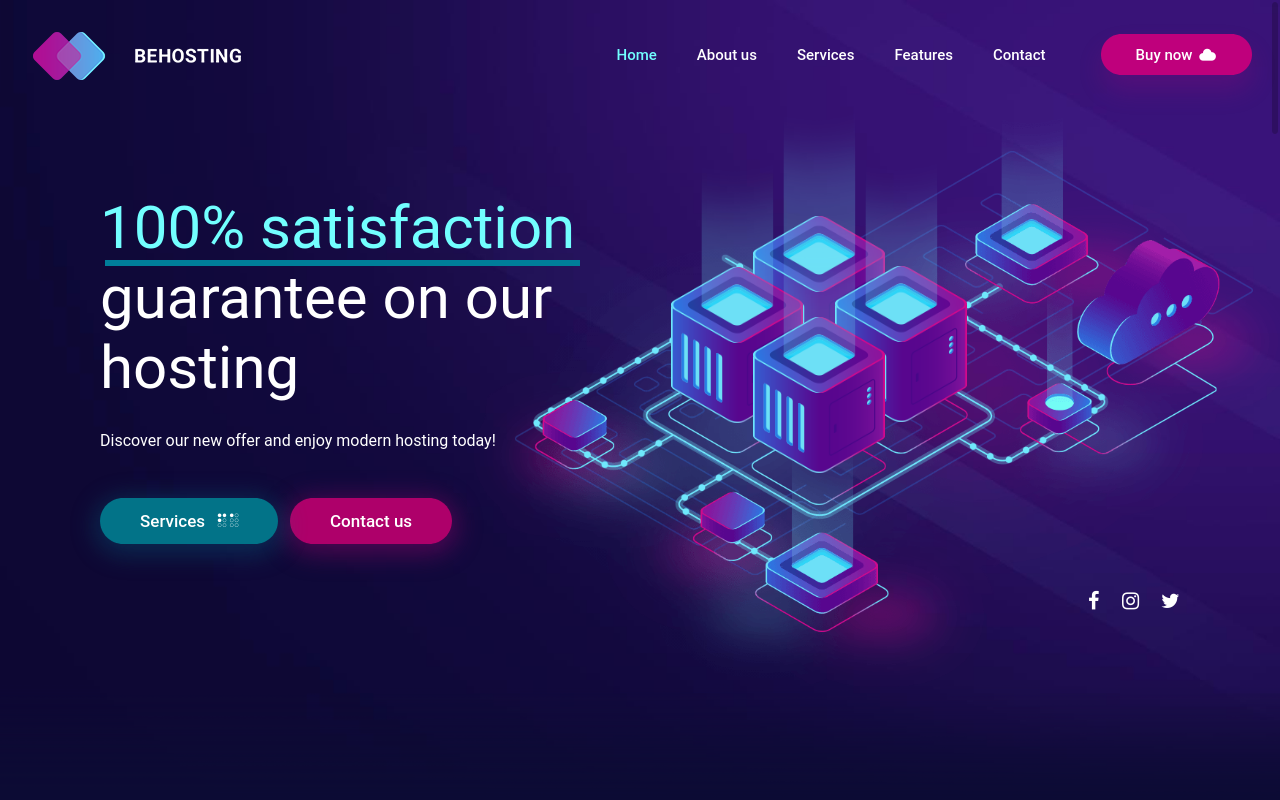 BEHOSTING
Home About us Services Features Contact Buy now
100% satisfaction
guarantee on our
hosting
Discover our new offer and enjoy modern hosting today!
Services Contact us